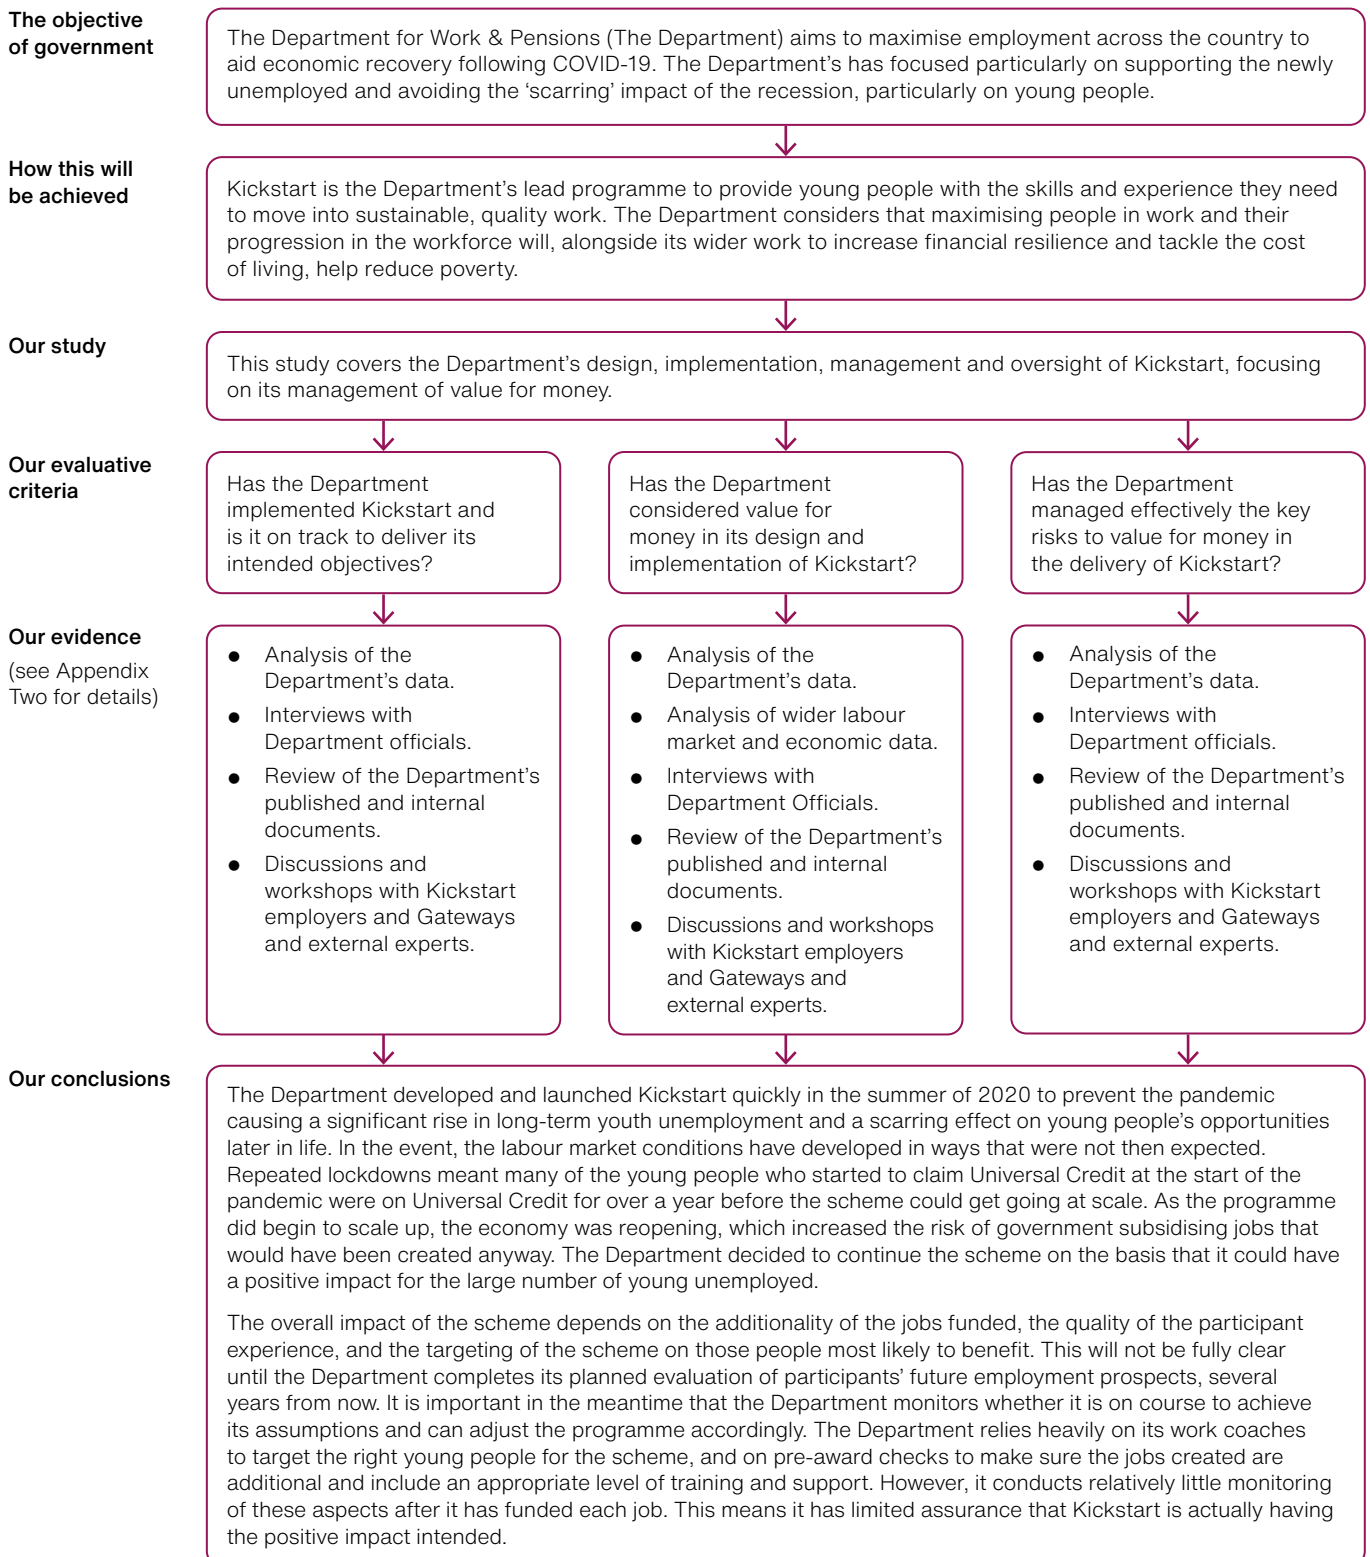 The objective
of government
The Department for Work & Pensions (The Department) aims to maximise employment across the country to
aid economic recovery following COVID-19. The Department's has focused particularly on supporting the newly
unemployed and avoiding the 'scarring' impact of the recession, particularly on young people.
How this will
be achieved
Kickstart is the Department's lead programme to provide young people with the skills and experience they need
to move into sustainable, quality work. The Department considers that maximising people in work and their
progression in the workforce will, alongside its wider work to increase financial resilience and tackle the cost
of living, help reduce poverty.
Our study
This study covers the Department's design, implementation, management and oversight of Kickstart, focusing
on its management of value for money.
Our evaluative
criteria
Has the Department
implemented Kickstart and
is it on track to deliver its
intended objectives?
Has the Department
considered value for
money in its design and
implementation of Kickstart?
Has the Department
managed effectively the key
risks to value for money in
the delivery of Kickstart?
Our evidence
(see Appendix
Two for details)
● Analysis of the
Department's data.
● Interviews with
Department officials.
● Review of the Department's
published and internal
documents.
● Discussions and
workshops with Kickstart
employers and Gateways
and external experts.
● Analysis of the
Department's data.
● Analysis of wider labour
market and economic data.
● Interviews with
Department Officials.
● Review of the Department's
published and internal
documents.
● Discussions and workshops
with Kickstart employers
and Gateways and
external experts.
● Analysis of the
Department's data.
● Interviews with
Department officials.
● Review of the Department's
published and internal
documents.
● Discussions and
workshops with Kickstart
employers and Gateways
and external experts.
Our conclusions
The Department developed and launched Kickstart quickly in the summer of 2020 to prevent the pandemic
causing a significant rise in long-term youth unemployment and a scarring effect on young people's opportunities
later in life. In the event, the labour market conditions have developed in ways that were not then expected.
Repeated lockdowns meant many of the young people who started to claim Universal Credit at the start of the
pandemic were on Universal Credit for over a year before the scheme could get going at scale. As the programme
did begin to scale up, the economy was reopening, which increased the risk of government subsidising jobs that
would have been created anyway. The Department decided to continue the scheme on the basis that it could have
a positive impact for the large number of young unemployed.
The overall impact of the scheme depends on the additionality of the jobs funded, the quality of the participant
experience, and the targeting of the scheme on those people most likely to benefit. This will not be fully clear
until the Department completes its planned evaluation of participants' future employment prospects, several
years from now. It is important in the meantime that the Department monitors whether it is on course to achieve
its assumptions and can adjust the programme accordingly. The Department relies heavily on its work coaches
to target the right young people for the scheme, and on pre-award checks to make sure the jobs created are
additional and include an appropriate level of training and support. However, it conducts relatively little monitoring
of these aspects after it has funded each job. This means it has limited assurance that Kickstart is actually having
the positive impact intended.